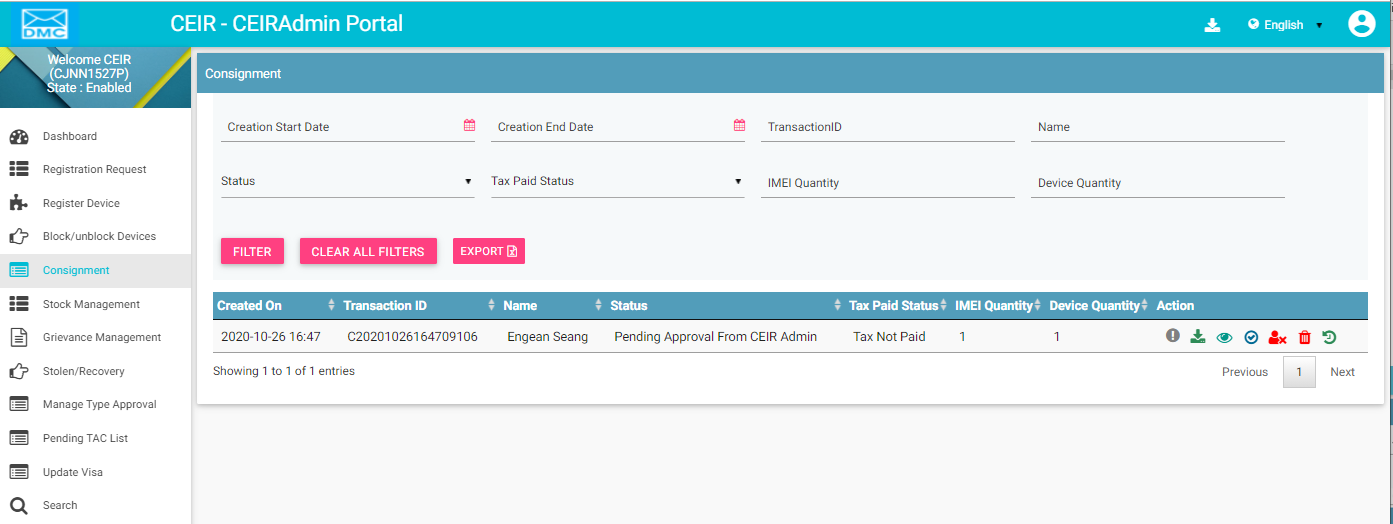 DMC
CEIR - CEIRAdmin Portal
English
Welcome CEIR
(CJNN1527P)
State : Enabled
Dashboard
Registration Request
Register Device
Block/unblock Devices
Consignment
Stock Management
Grievance Management
Stolen/Recovery
Manage Type Approval
Pending TAC List
Update Visa
Search
Consignment
Creation Start Date
Creation End Date
TransactionID
Name
Status
Tax Paid Status
IMEI Quantity
Device Quantity
FILTER
CLEAR ALL FILTERS
EXPORT
Created On Transaction ID Name Status Tax Paid Status IMEI Quantity Device Quantity Action
2020-10-26 16:47 C20201026164709106 Engean Seang Pending Approval From CEIR Admin Tax Not Paid 1 1
Showing 1 to 1 of 1 entries
Previous 1 Next